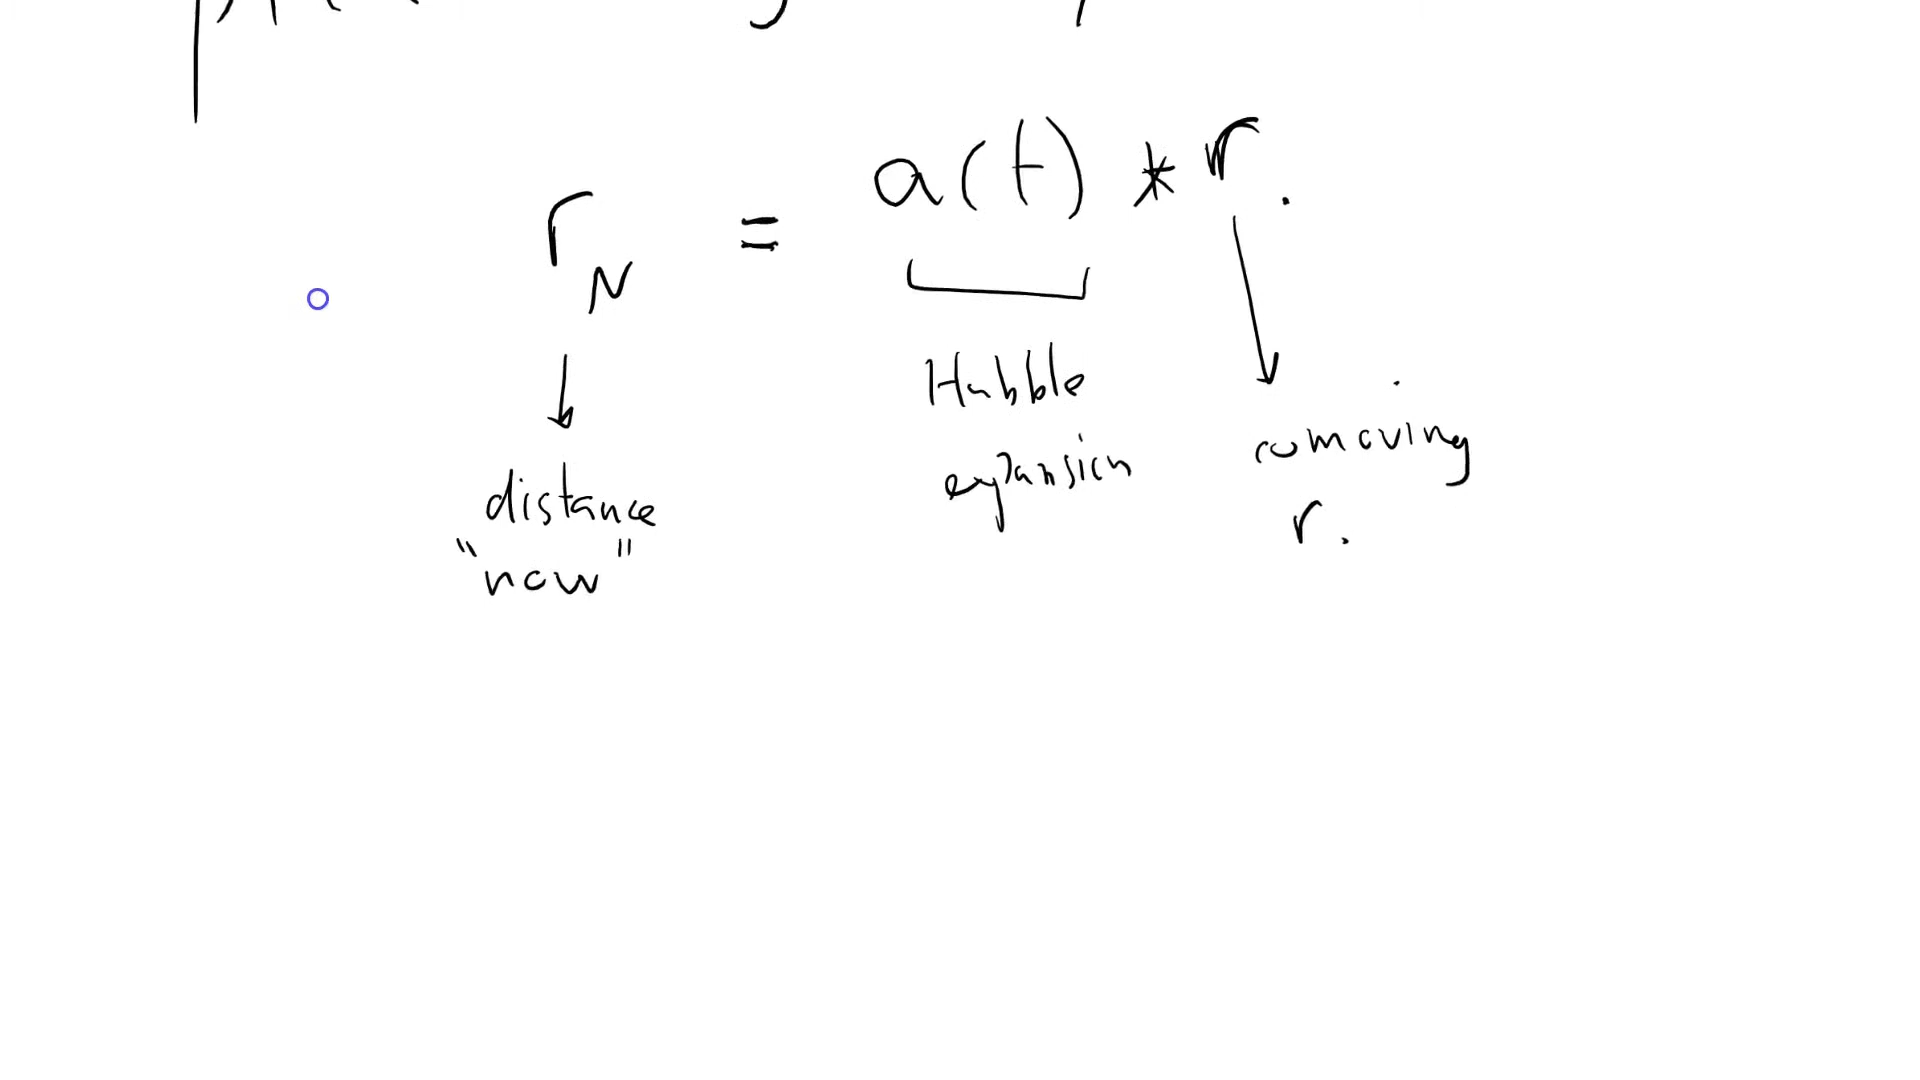 r_N = a(t) * r.
Hubble
expansion
comoving
r.
distance
"now"